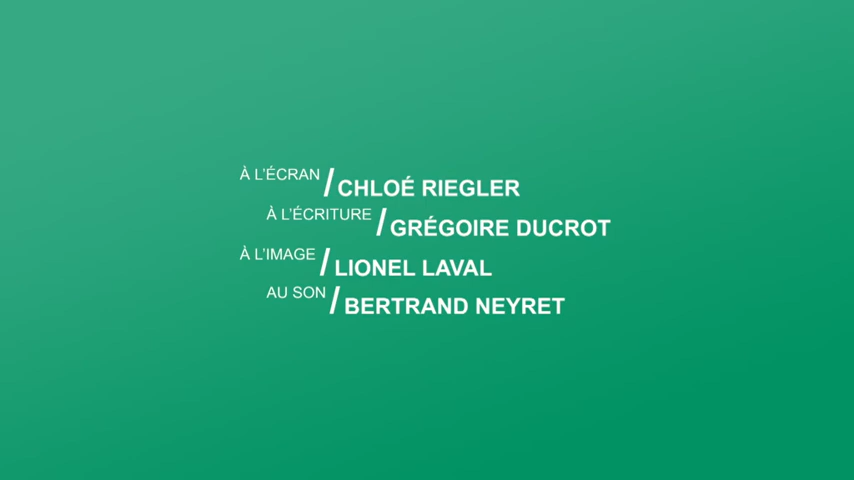 À L'ÉCRAN / CHLOÉ RIEGLER
À L'ÉCRITURE / GRÉGOIRE DUCROT
À L'IMAGE / LIONEL LAVAL
AU SON / BERTRAND NEYRET